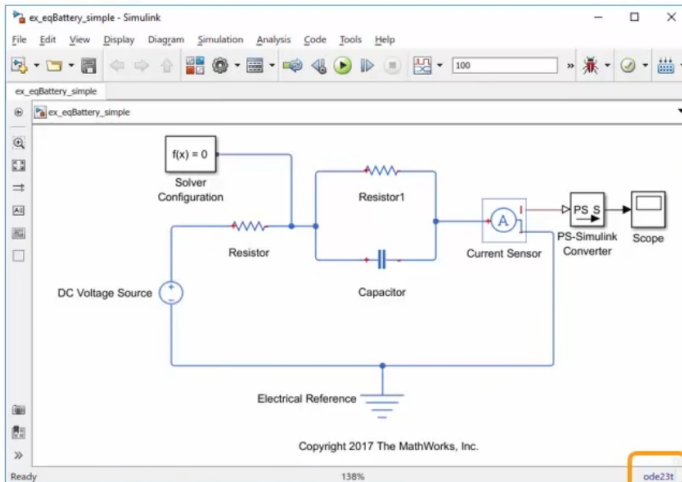 ex_eqBattery_simple - Simulink
File Edit View Display Diagram Simulation Analysis Code Tools Help
100
ex_eqBattery_simple
ex_eqBattery_simple
f(x) = 0
Solver
Configuration
Resistor1
Resistor
A
I
PS S
Current Sensor
PS-Simulink
Converter
Scope
DC Voltage Source
Capacitor
Electrical Reference
Copyright 2017 The MathWorks, Inc.
Ready 138% ode23t